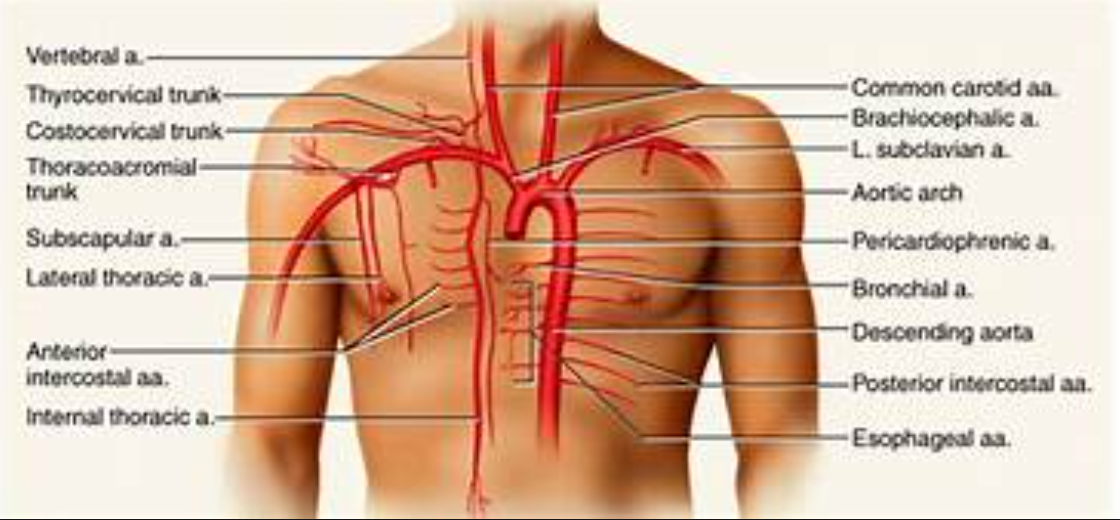 Vertebral a.
Thyrocervical trunk
Costocervical trunk
Thoracoacromial
trunk
Subscapular a.
Lateral thoracic a.
Anterior
intercostal aa.
Internal thoracic a.
Common carotid aa.
Brachiocephalic a.
L. subclavian a.
Aortic arch
Pericardiophrenic a.
Bronchial a.
Descending aorta
Posterior intercostal aa.
Esophageal aa.